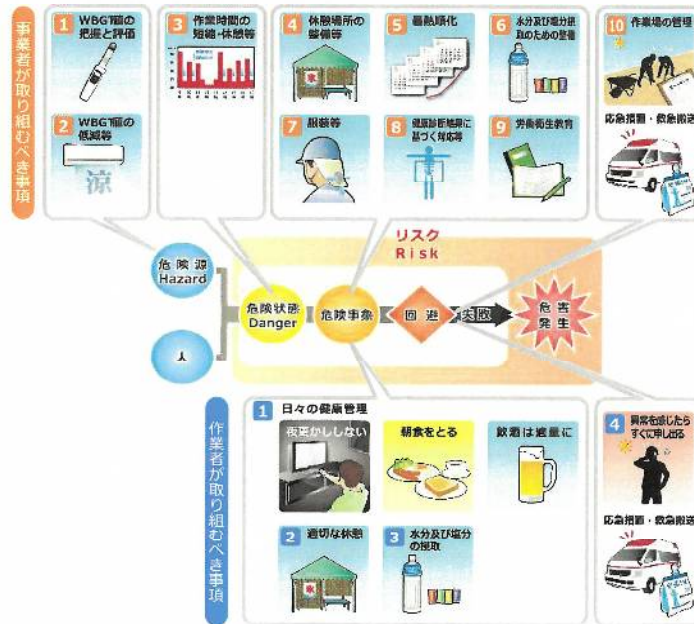 事業者が取り組むべき事項
1 WBGT値の
把握と評価
2 WBGT値の
低減等
涼
3 作業時間の
短縮・休憩等
4 休憩場所の
整備等
5 暑熱順化
6 水分及び塩分摂
取のための整備
7 服装等
8 健康診断結果に
基づく対応等
9 労働衛生教育
10 作業場の管理
応急措置・救急搬送
リスク
Risk
危険源
Hazard
人
危険状態
Danger
危険事象
回避
失敗
危害
発生
作業者が取り組むべき事項
1 日々の健康管理
夜更かししない
朝食をとる
飲酒は適量に
2 適切な休憩
3 水分及び塩分
の摂取
4 異常を感じたら
すぐに申し出る
応急措置・救急搬送